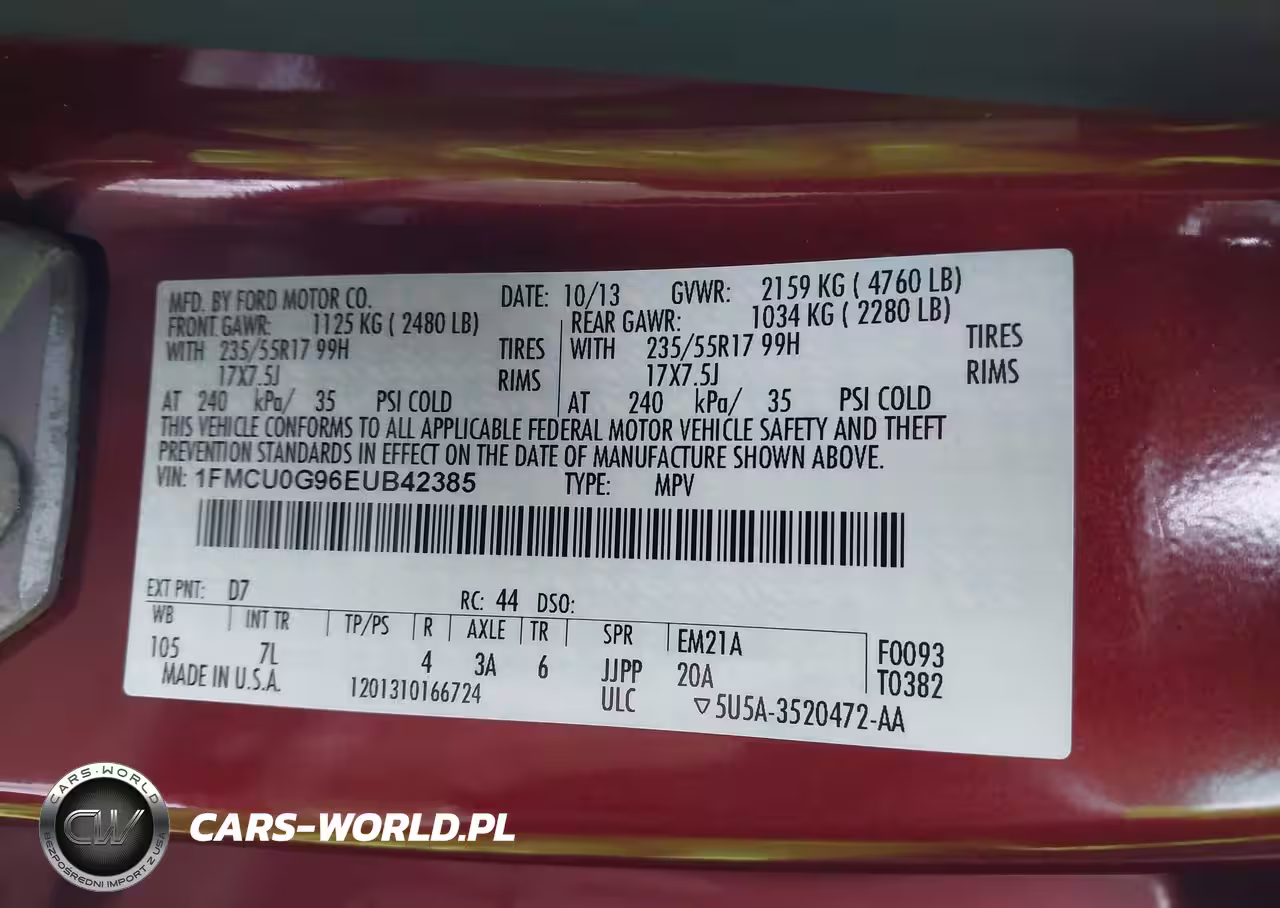 MFD. BY FORD MOTOR CO. DATE: 10/13 GVWR: 2159 KG ( 4760 LB)
FRONT GAWR: 1125 KG ( 2480 LB) REAR GAWR: 1034 KG ( 2280 LB)
WITH 235/55R17 99H TIRES WITH 235/55R17 99H TIRES
17X7.5J RIMS 17X7.5J RIMS
AT 240 kPa/ 35 PSI COLD AT 240 kPa/ 35 PSI COLD
THIS VEHICLE CONFORMS TO ALL APPLICABLE FEDERAL MOTOR VEHICLE SAFETY AND THEFT
PREVENTION STANDARDS IN EFFECT ON THE DATE OF MANUFACTURE SHOWN ABOVE.
VIN: 1FMCU0G96EUB42385 TYPE: MPV
EXT PNT: D7 RC: 44 DSO:
WB INT TR TP/PS R AXLE TR SPR EM21A F0093
105 7L 4 3A 6 JJPP 20A T0382
MADE IN U.S.A. 1201310166724 ULC ▽5U5A-3520472-AA
CARS-WORLD
CW
BEZPOŚREDNI IMPORT Z USA
CARS-WORLD.PL